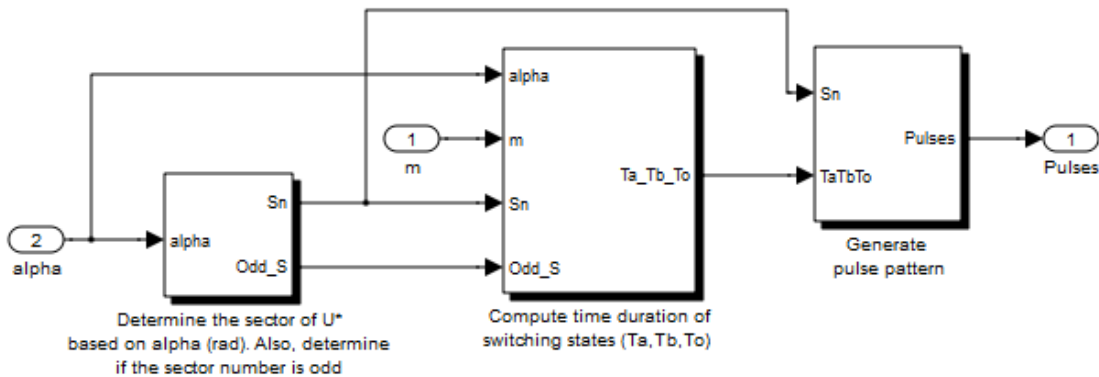 alpha
Sn
m
Pulses
1
1
m
Ta_Tb_To
TaTbTo
Pulses
Sn
Sn
2
alpha
alpha
Odd_S
Odd_S
Generate
pulse pattern
Determine the sector of U*
based on alpha (rad). Also, determine
if the sector number is odd
Compute time duration of
switching states (Ta,Tb,To)